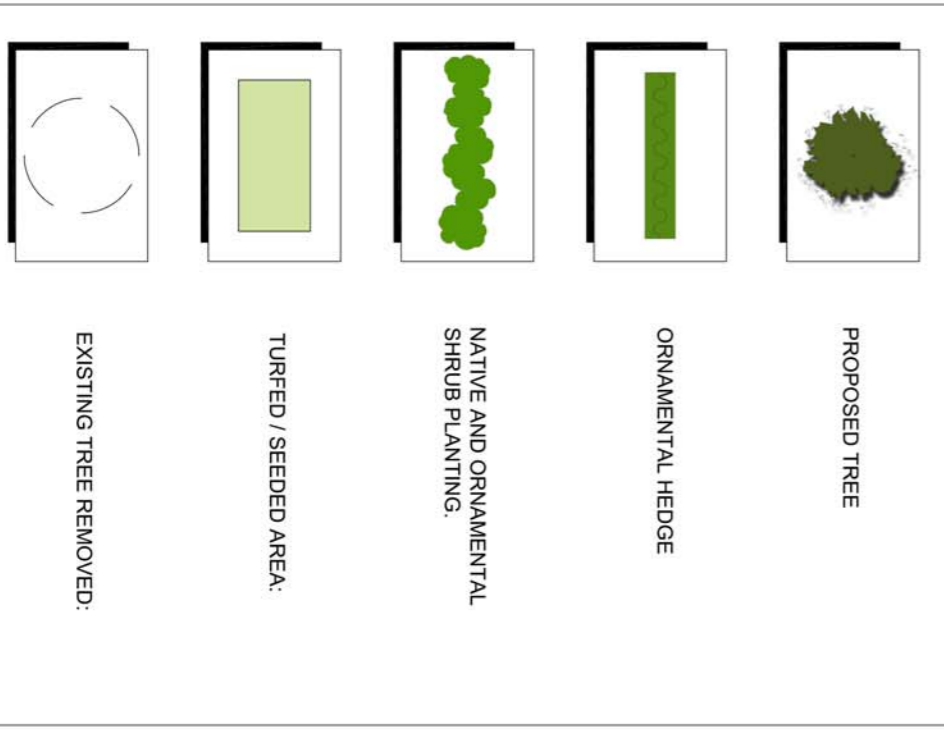 PROPOSED TREE
ORNAMENTAL HEDGE
NATIVE AND ORNAMENTAL
SHRUB PLANTING.
TURFED / SEEDED AREA:
EXISTING TREE REMOVED: